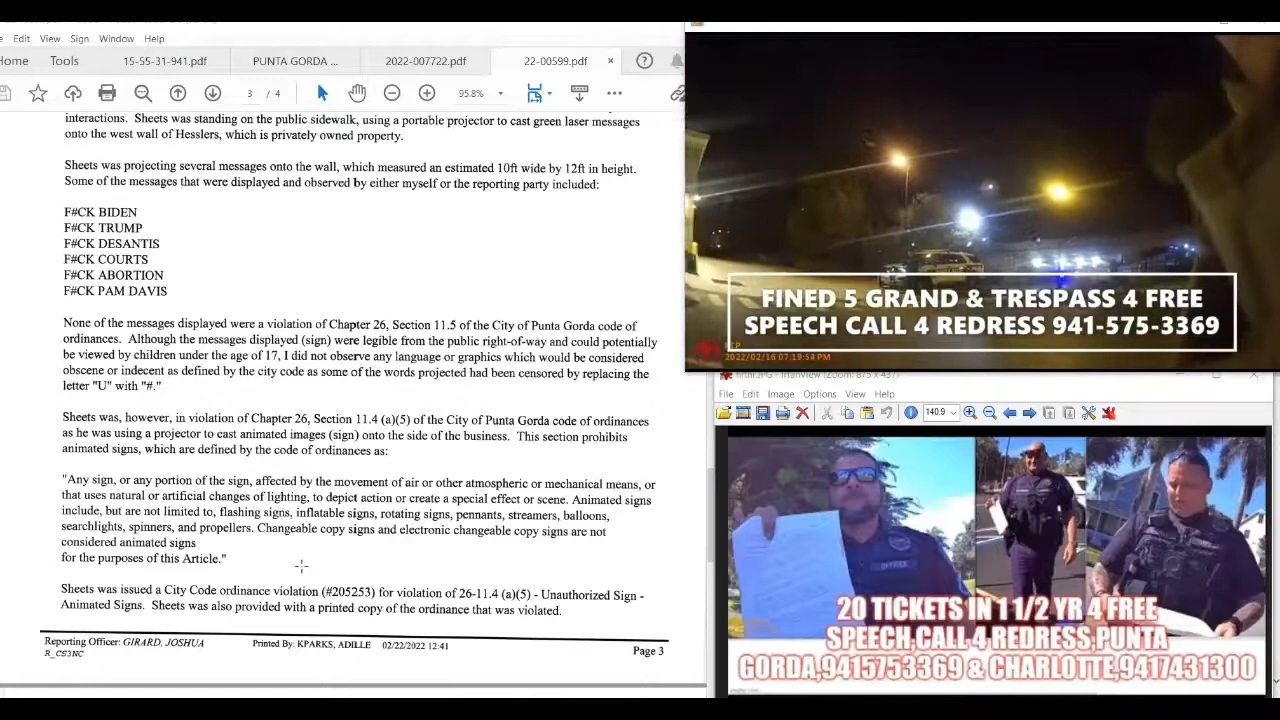 e Edit View Sign Window Help
Home Tools 15-55-31-941.pdf PUNTA GORDA ... 2022-007722.pdf 22-00599.pdf ×
3 / 4 95.8%
interactions. Sheets was standing on the public sidewalk, using a portable projector to cast green laser messages
onto the west wall of Hesslers, which is privately owned property.
Sheets was projecting several messages onto the wall, which measured an estimated 10ft wide by 12ft in height.
Some of the messages that were displayed and observed by either myself or the reporting party included:
F#CK BIDEN
F#CK TRUMP
F#CK DESANTIS
F#CK COURTS
F#CK ABORTION
F#CK PAM DAVIS
None of the messages displayed were a violation of Chapter 26, Section 11.5 of the City of Punta Gorda code of
ordinances. Although the messages displayed (sign) were legible from the public right-of-way and could potentially
be viewed by children under the age of 17, I did not observe any language or graphics which would be considered
obscene or indecent as defined by the city code as some of the words projected had been censored by replacing the
letter "U" with "#."
Sheets was, however, in violation of Chapter 26, Section 11.4 (a)(5) of the City of Punta Gorda code of ordinances
as he was using a projector to cast animated images (sign) onto the side of the business. This section prohibits
animated signs, which are defined by the code of ordinances as:
"Any sign, or any portion of the sign, affected by the movement of air or other atmospheric or mechanical means, or
that uses natural or artificial changes of lighting, to depict action or create a special effect or scene. Animated signs
include, but are not limited to, flashing signs, inflatable signs, rotating signs, pennants, streamers, balloons,
searchlights, spinners, and propellers. Changeable copy signs and electronic changeable copy signs are not
considered animated signs
for the purposes of this Article."
Sheets was issued a City Code ordinance violation (#205253) for violation of 26-11.4 (a)(5) - Unauthorized Sign -
Animated Signs. Sheets was also provided with a printed copy of the ordinance that was violated.
Reporting Officer: GIRARD, JOSHUA Printed By: KPARKS, ADILLE 02/22/2022 12:41 Page 3
R_CS3NC
FINED 5 GRAND & TRESPASS 4 FREE
SPEECH CALL 4 REDRESS 941-575-3369
2022/02/16 07:19:54 PM
IrfanView (Zoom: 875 x 437)
File Edit Image Options View Help
140.9
OFFICER
20 TICKETS IN 1 1/2 YR 4 FREE
SPEECH,CALL 4 REDRESS,PUNTA
GORDA,9415753369 & CHARLOTTE,9417431300